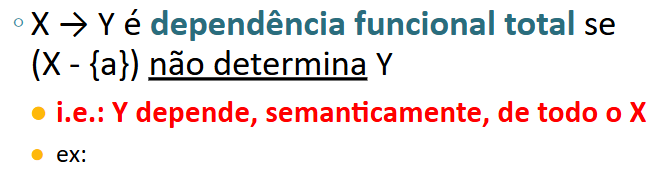 X → Y é dependência funcional total se
(X - {a}) não determina Y
i.e.: Y depende, semanticamente, de todo o X
ex: